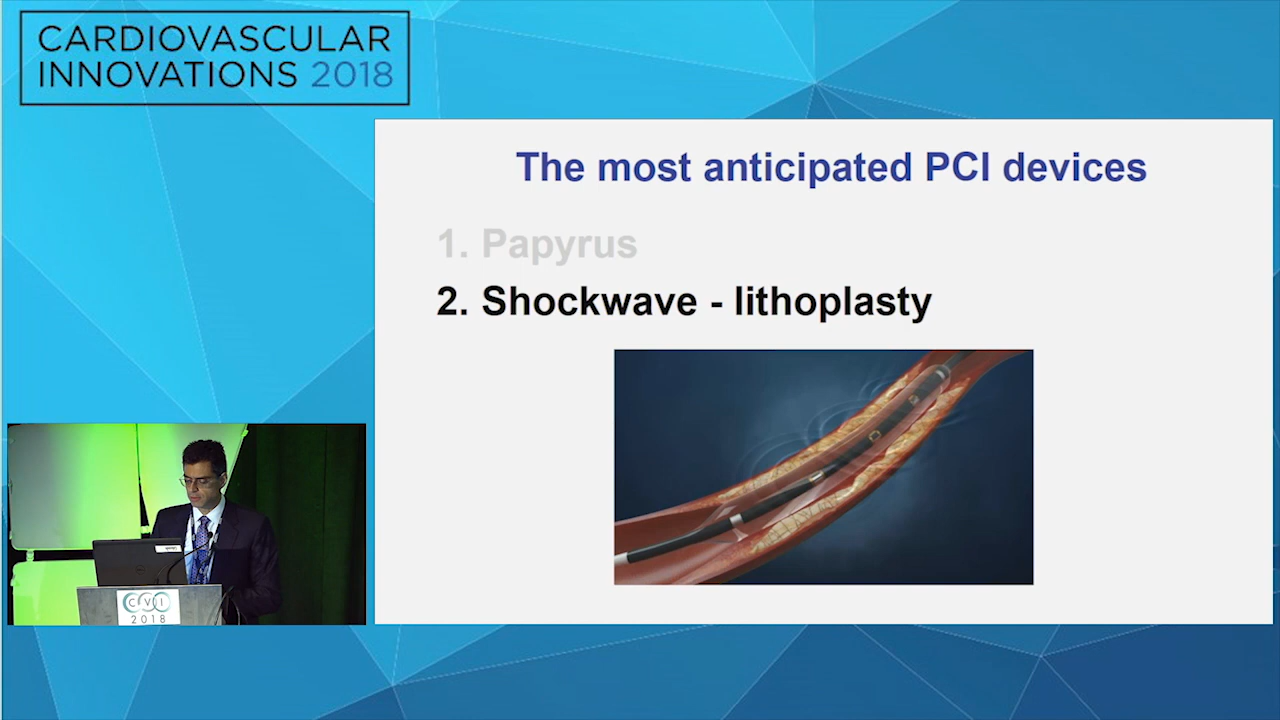 CARDIOVASCULAR
INNOVATIONS 2018
The most anticipated PCI devices
1. Papyrus
2. Shockwave - lithoplasty
CVI
2018